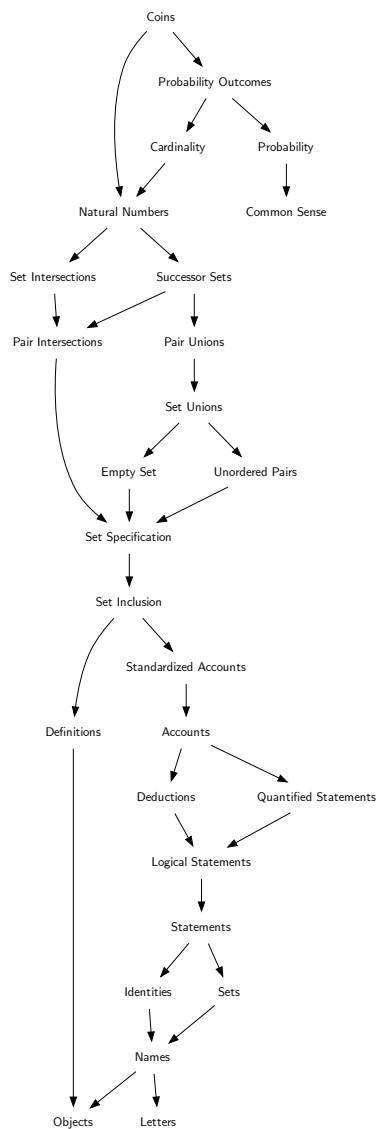 Coins
Probability Outcomes
Cardinality
Probability
Natural Numbers
Common Sense
Set Intersections
Successor Sets
Pair Intersections
Pair Unions
Set Unions
Empty Set
Unordered Pairs
Set Specification
Set Inclusion
Standardized Accounts
Definitions
Accounts
Deductions
Quantified Statements
Logical Statements
Statements
Identities
Sets
Names
Objects
Letters